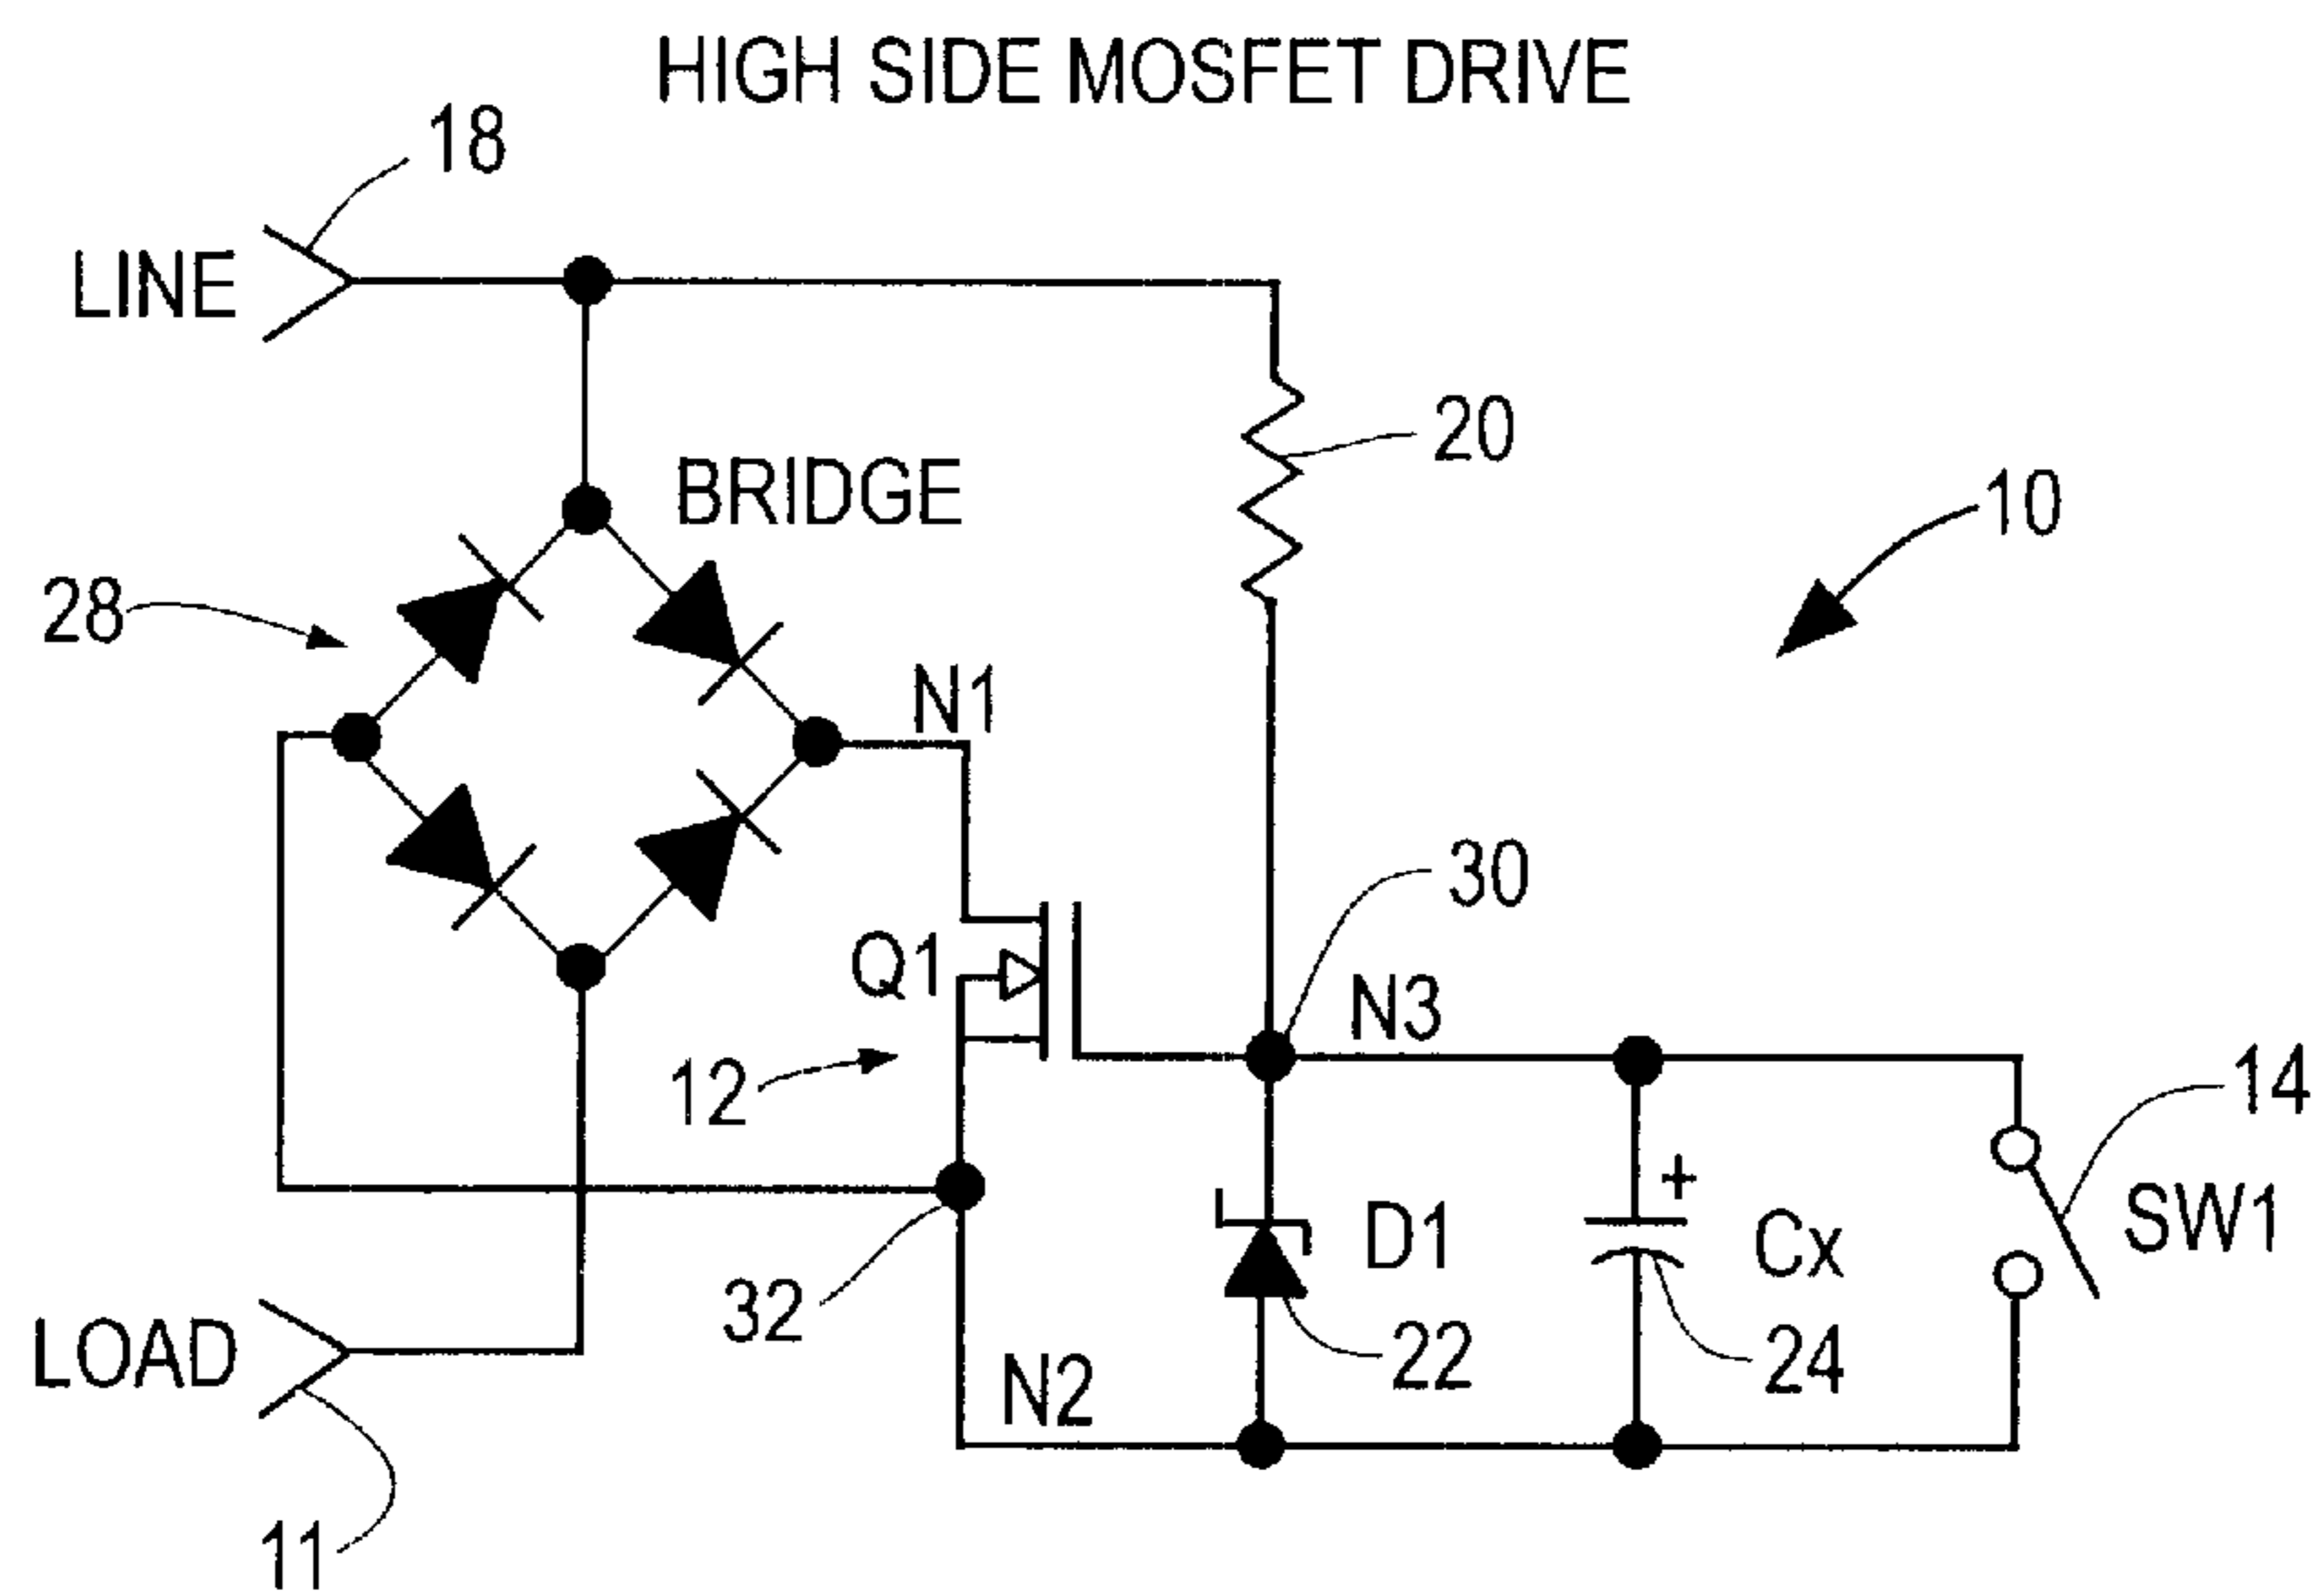 HIGH SIDE MOSFET DRIVE
18
LINE
20
BRIDGE
10
28
N1
30
Q1
N3
12
14
+
D1
Cx
SW1
32
LOAD
22
24
N2
11